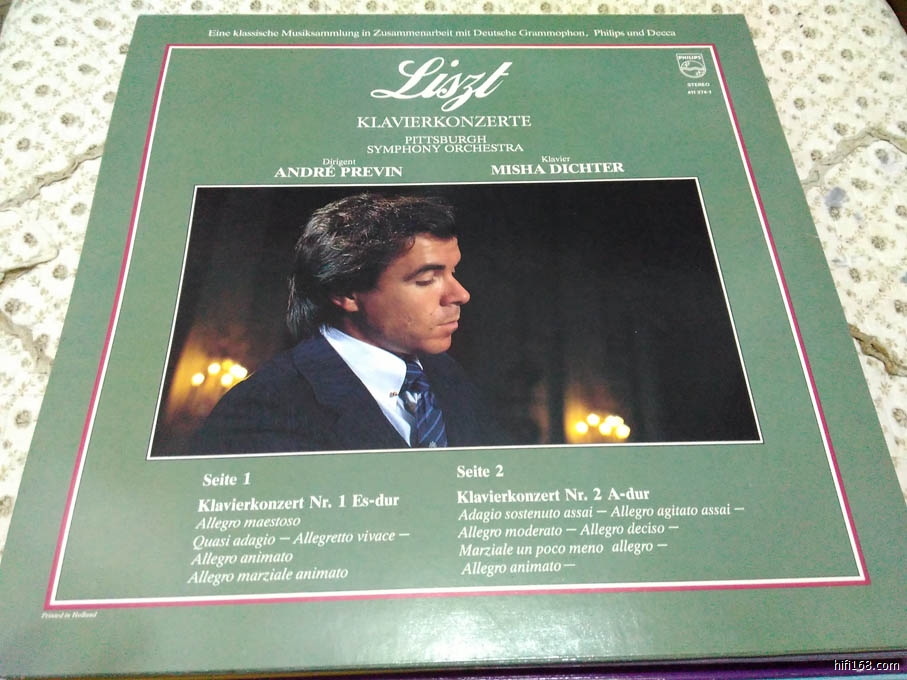 Eine klassische Musiksammlung in Zusammenarbeit mit Deutsche Grammophon, Philips und Decca
PHILIPS
STEREO
Liszt
KLAVIERKONZERTE
PITTSBURGH
SYMPHONY ORCHESTRA
Dirigent
ANDRÉ PREVIN
Klavier
MISHA DICHTER
Seite 1
Klavierkonzert Nr. 1 Es-dur
Allegro maestoso
Quasi adagio – Allegretto vivace –
Allegro animato
Allegro marziale animato
Seite 2
Klavierkonzert Nr. 2 A-dur
Adagio sostenuto assai – Allegro agitato assai –
Allegro moderato – Allegro deciso –
Marziale un poco meno allegro –
Allegro animato –
Printed in Holland
hifi168.com